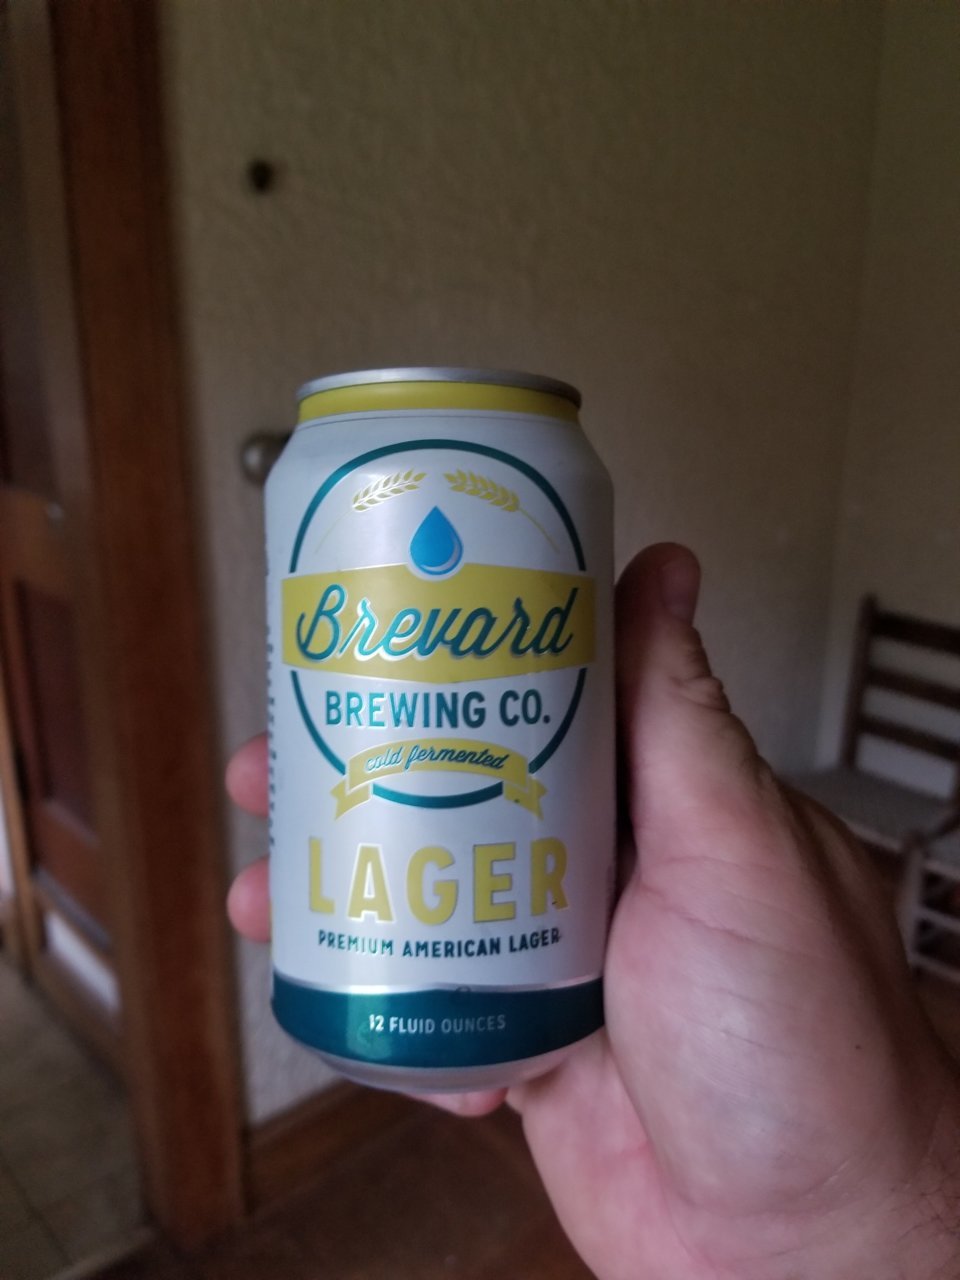 Brevard
BREWING CO.
cold fermented
LAGER
PREMIUM AMERICAN LAGER
12 FLUID OUNCES